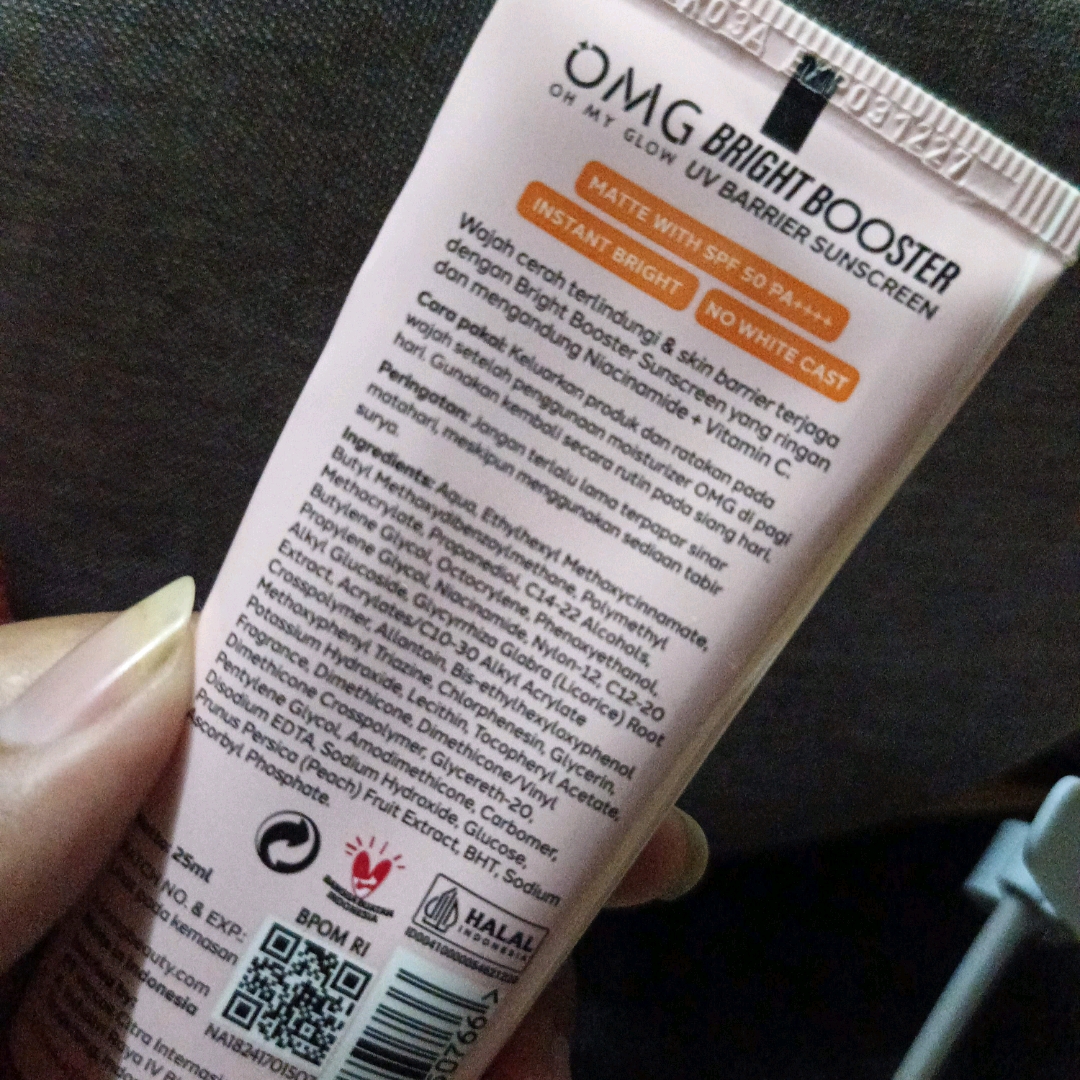 OMG BRIGHT BOOSTER
OH MY GLOW UV BARRIER SUNSCREEN
MATTE WITH SPF 50 PA++++
INSTANT BRIGHT NO WHITE CAST
Wajah cerah terlindungi & skin barrier terjaga
dengan Bright Booster Sunscreen yang ringan
dan mengandung Niacinamide + Vitamin C.
Cara pakai: Keluarkan produk dan ratakan pada
wajah setelah penggunaan moisturizer OMG di pagi
hari. Gunakan kembali secara rutin pada siang hari.
Peringatan: Jangan terlalu lama terpapar sinar
matahari, meskipun menggunakan sediaan tabir
surya.
Ingredients: Aqua, Ethylhexyl Methoxycinnamate,
Butyl Methoxydibenzoylmethane, Polymethyl
Methacrylate, Propanediol, C14-22 Alcohols,
Butylene Glycol, Octocrylene, Phenoxyethanol,
Propylene Glycol, Niacinamide, Nylon-12, C12-20
Alkyl Glucoside, Glycyrrhiza Glabra (Licorice) Root
Extract, Acrylates/C10-30 Alkyl Acrylate
Crosspolymer, Allantoin, Bis-ethylhexyloxyphenol
Methoxyphenyl Triazine, Chlorphenesin, Glycerin,
Potassium Hydroxide, Lecithin, Tocopheryl Acetate,
Fragrance, Dimethicone, Dimethicone/Vinyl
Dimethicone Crosspolymer, Glycereth-20,
Pentylene Glycol, Amodimethicone, Carbomer,
Disodium EDTA, Sodium Hydroxide, Glucose,
Prunus Persica (Peach) Fruit Extract, BHT, Sodium
Ascorbyl Phosphate.
25ml
NO. & EXP:
pada kemasan
INDONESIA
HALAL
INDONESIA
BPOM RI
beauty.com
Indonesia
by: